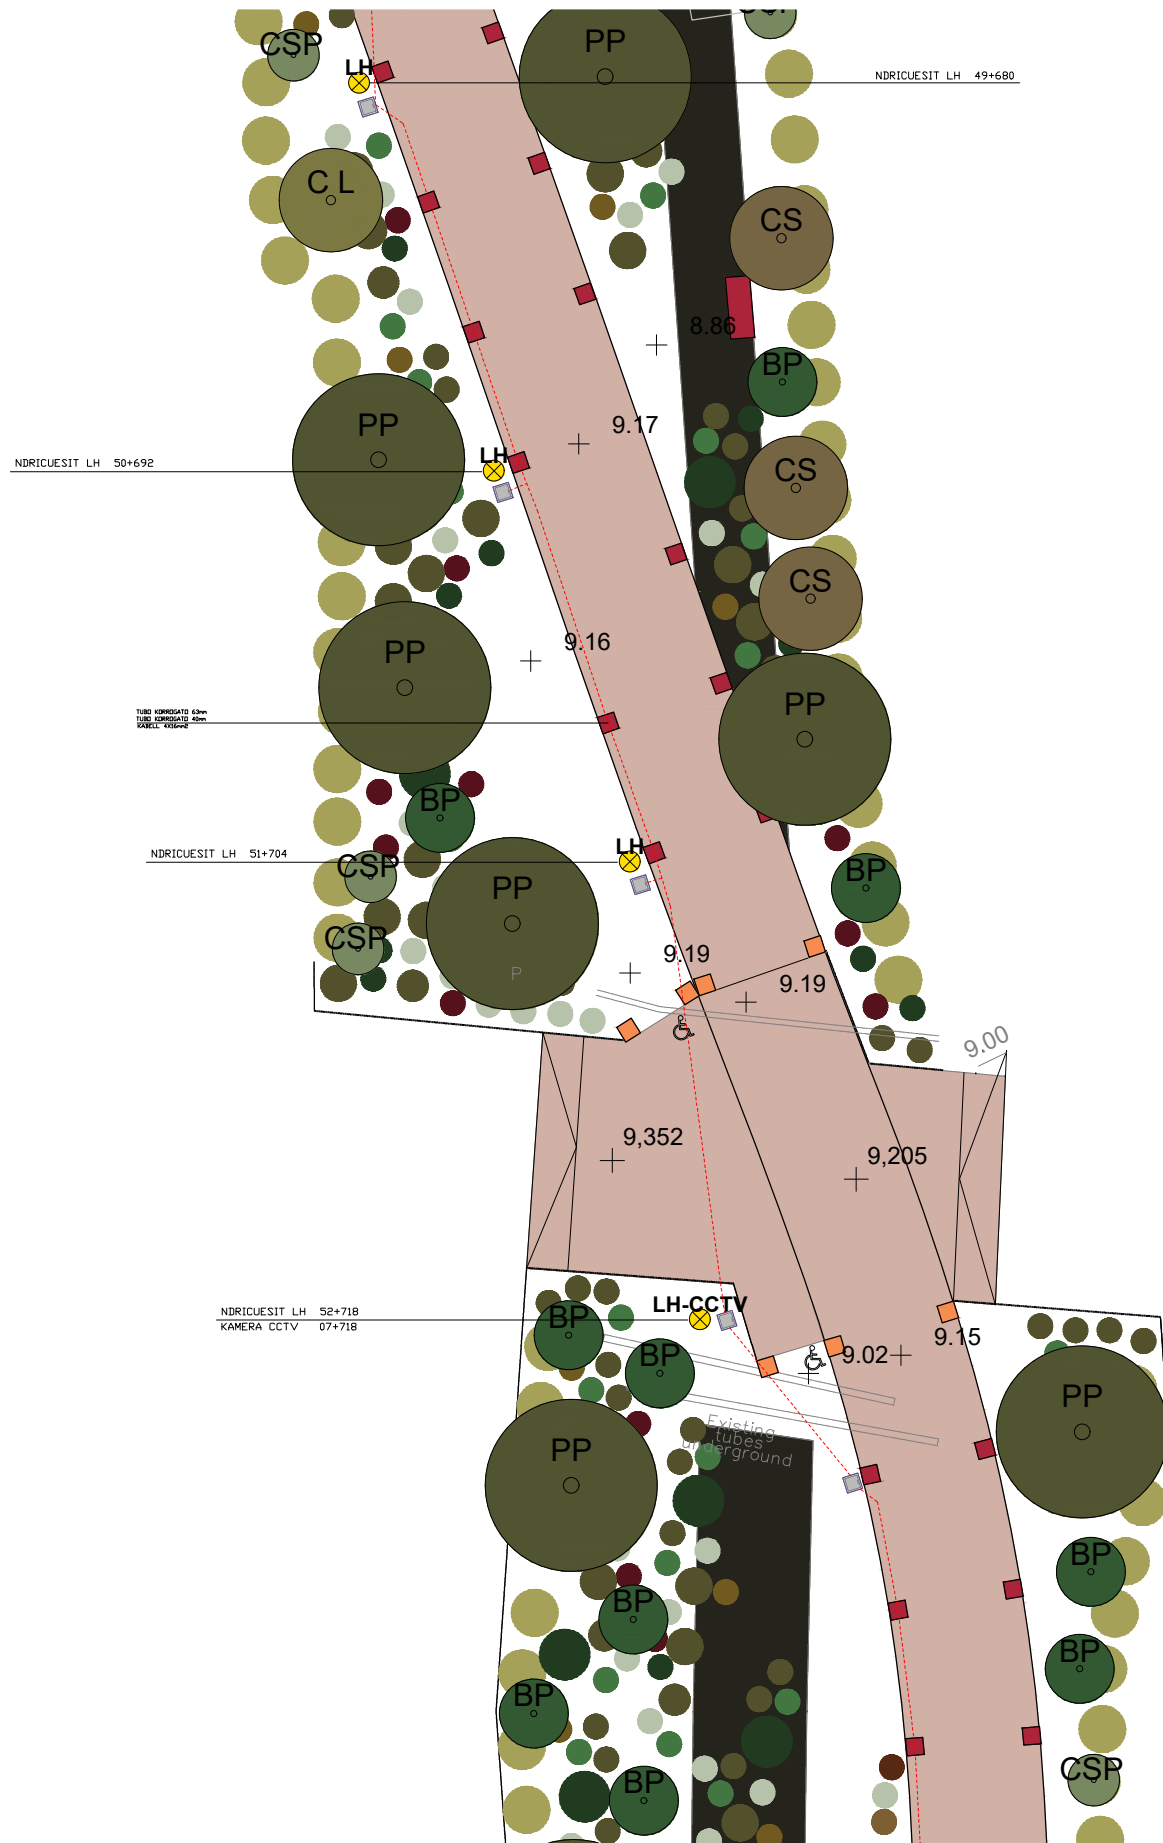 PP
CSP
LH
NDRICUESIT LH 49+680
C L
CS
8.86
BP
9.17
PP
LH
NDRICUESIT LH 50+692
CS
CS
9.16
PP
PP
TUBO KORROGATO 63mm
TUBO KORROGATO 40mm
KABELL 4X16mm2
BP
LH
NDRICUESIT LH 51+704
CSP
BP
PP
CSP
9.19
P
9.19
9.00
9,352
9,205
LH-CCTV
NDRICUESIT LH 52+718
KAMERA CCTV 07+718
BP
9.15
BP
9.02
PP
Existing
tubes
underground
PP
BP
BP
BP
BP
CSP
BP